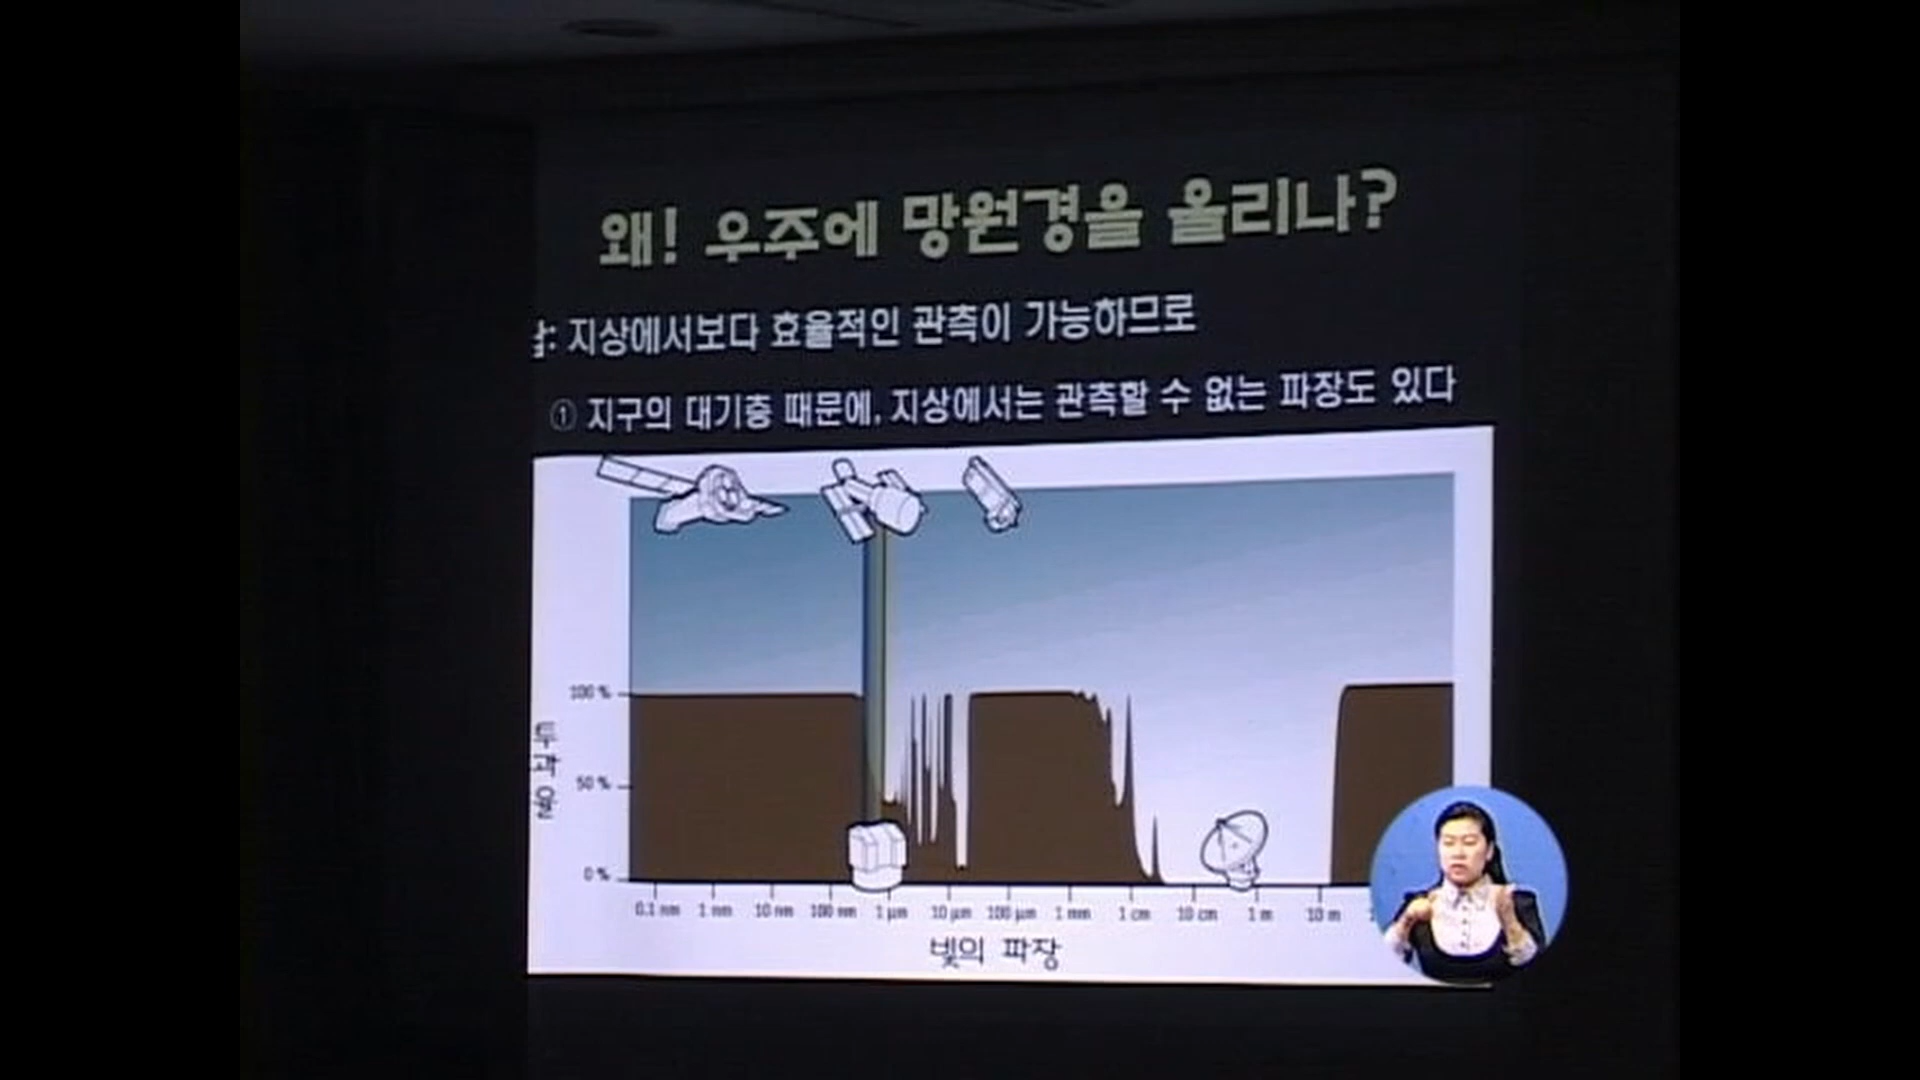 왜! 우주에 망원경을 올리나?
지상에서보다 효율적인 관측이 가능하므로
① 지구의 대기층 때문에, 지상에서는 관측할 수 없는 파장도 있다
100 %
투과율
50 %
0 %
0.1 nm 1 nm 10 nm 100 nm 1 μm 10 μm 100 μm 1 mm 1 cm 10 cm 1 m 10 m
빛의 파장